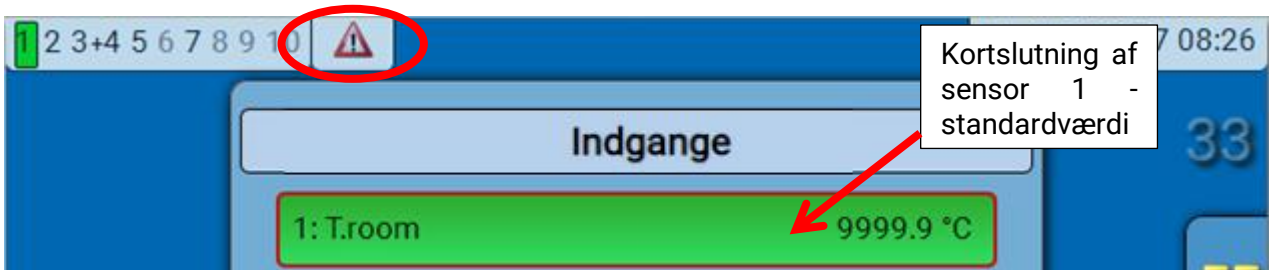 1 2 3+4 5 6 7 8 9 10
7 08:26
Kortslutning af
sensor 1 -
standardværdi
33
Indgange
1: T.room 9999.9 °C